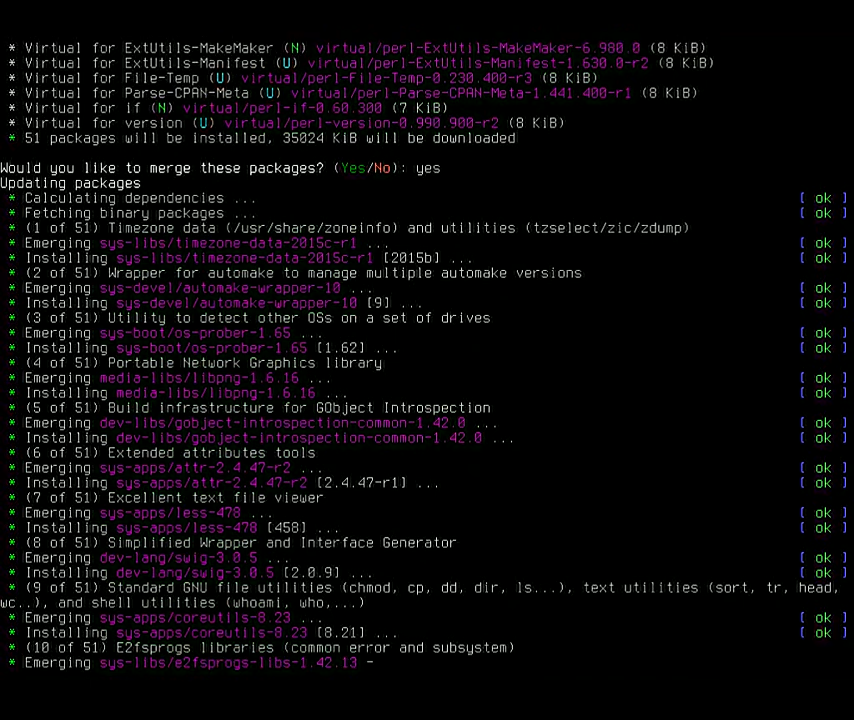 * Virtual for ExtUtils-MakeMaker (N) virtual/perl-ExtUtils-MakeMaker-6.980.0 (8 KiB)
* Virtual for ExtUtils-Manifest (U) virtual/perl-ExtUtils-Manifest-1.630.0-r2 (8 KiB)
* Virtual for File-Temp (U) virtual/perl-File-Temp-0.230.400-r3 (8 KiB)
* Virtual for Parse-CPAN-Meta (U) virtual/perl-Parse-CPAN-Meta-1.441.400-r1 (8 KiB)
* Virtual for if (N) virtual/perl-if-0.60.300 (7 KiB)
* Virtual for version (U) virtual/perl-version-0.990.900-r2 (8 KiB)
* 51 packages will be installed, 35024 KiB will be downloaded
Would you like to merge these packages? (Yes/No): yes
Updating packages
* Calculating dependencies ... [ ok ]
* Fetching binary packages ... [ ok ]
* (1 of 51) Timezone data (/usr/share/zoneinfo) and utilities (tzselect/zic/zdump)
* Emerging sys-libs/timezone-data-2015c-r1 ... [ ok ]
* Installing sys-libs/timezone-data-2015c-r1 [2015b] ... [ ok ]
* (2 of 51) Wrapper for automake to manage multiple automake versions
* Emerging sys-devel/automake-wrapper-10 ... [ ok ]
* Installing sys-devel/automake-wrapper-10 [9] ... [ ok ]
* (3 of 51) Utility to detect other OSs on a set of drives
* Emerging sys-boot/os-prober-1.65 ... [ ok ]
* Installing sys-boot/os-prober-1.65 [1.62] ... [ ok ]
* (4 of 51) Portable Network Graphics library
* Emerging media-libs/libpng-1.6.16 ... [ ok ]
* Installing media-libs/libpng-1.6.16 ... [ ok ]
* (5 of 51) Build infrastructure for GObject Introspection
* Emerging dev-libs/gobject-introspection-common-1.42.0 ... [ ok ]
* Installing dev-libs/gobject-introspection-common-1.42.0 ... [ ok ]
* (6 of 51) Extended attributes tools
* Emerging sys-apps/attr-2.4.47-r2 ... [ ok ]
* Installing sys-apps/attr-2.4.47-r2 [2.4.47-r1] ... [ ok ]
* (7 of 51) Excellent text file viewer
* Emerging sys-apps/less-478 ... [ ok ]
* Installing sys-apps/less-478 [458] ... [ ok ]
* (8 of 51) Simplified Wrapper and Interface Generator
* Emerging dev-lang/swig-3.0.5 ... [ ok ]
* Installing dev-lang/swig-3.0.5 [2.0.9] ... [ ok ]
* (9 of 51) Standard GNU file utilities (chmod, cp, dd, dir, ls...), text utilities (sort, tr, head,
wc..), and shell utilities (whoami, who,...)
* Emerging sys-apps/coreutils-8.23 ... [ ok ]
* Installing sys-apps/coreutils-8.23 [8.21] ... [ ok ]
* (10 of 51) E2fsprogs libraries (common error and subsystem)
* Emerging sys-libs/e2fsprogs-libs-1.42.13 -